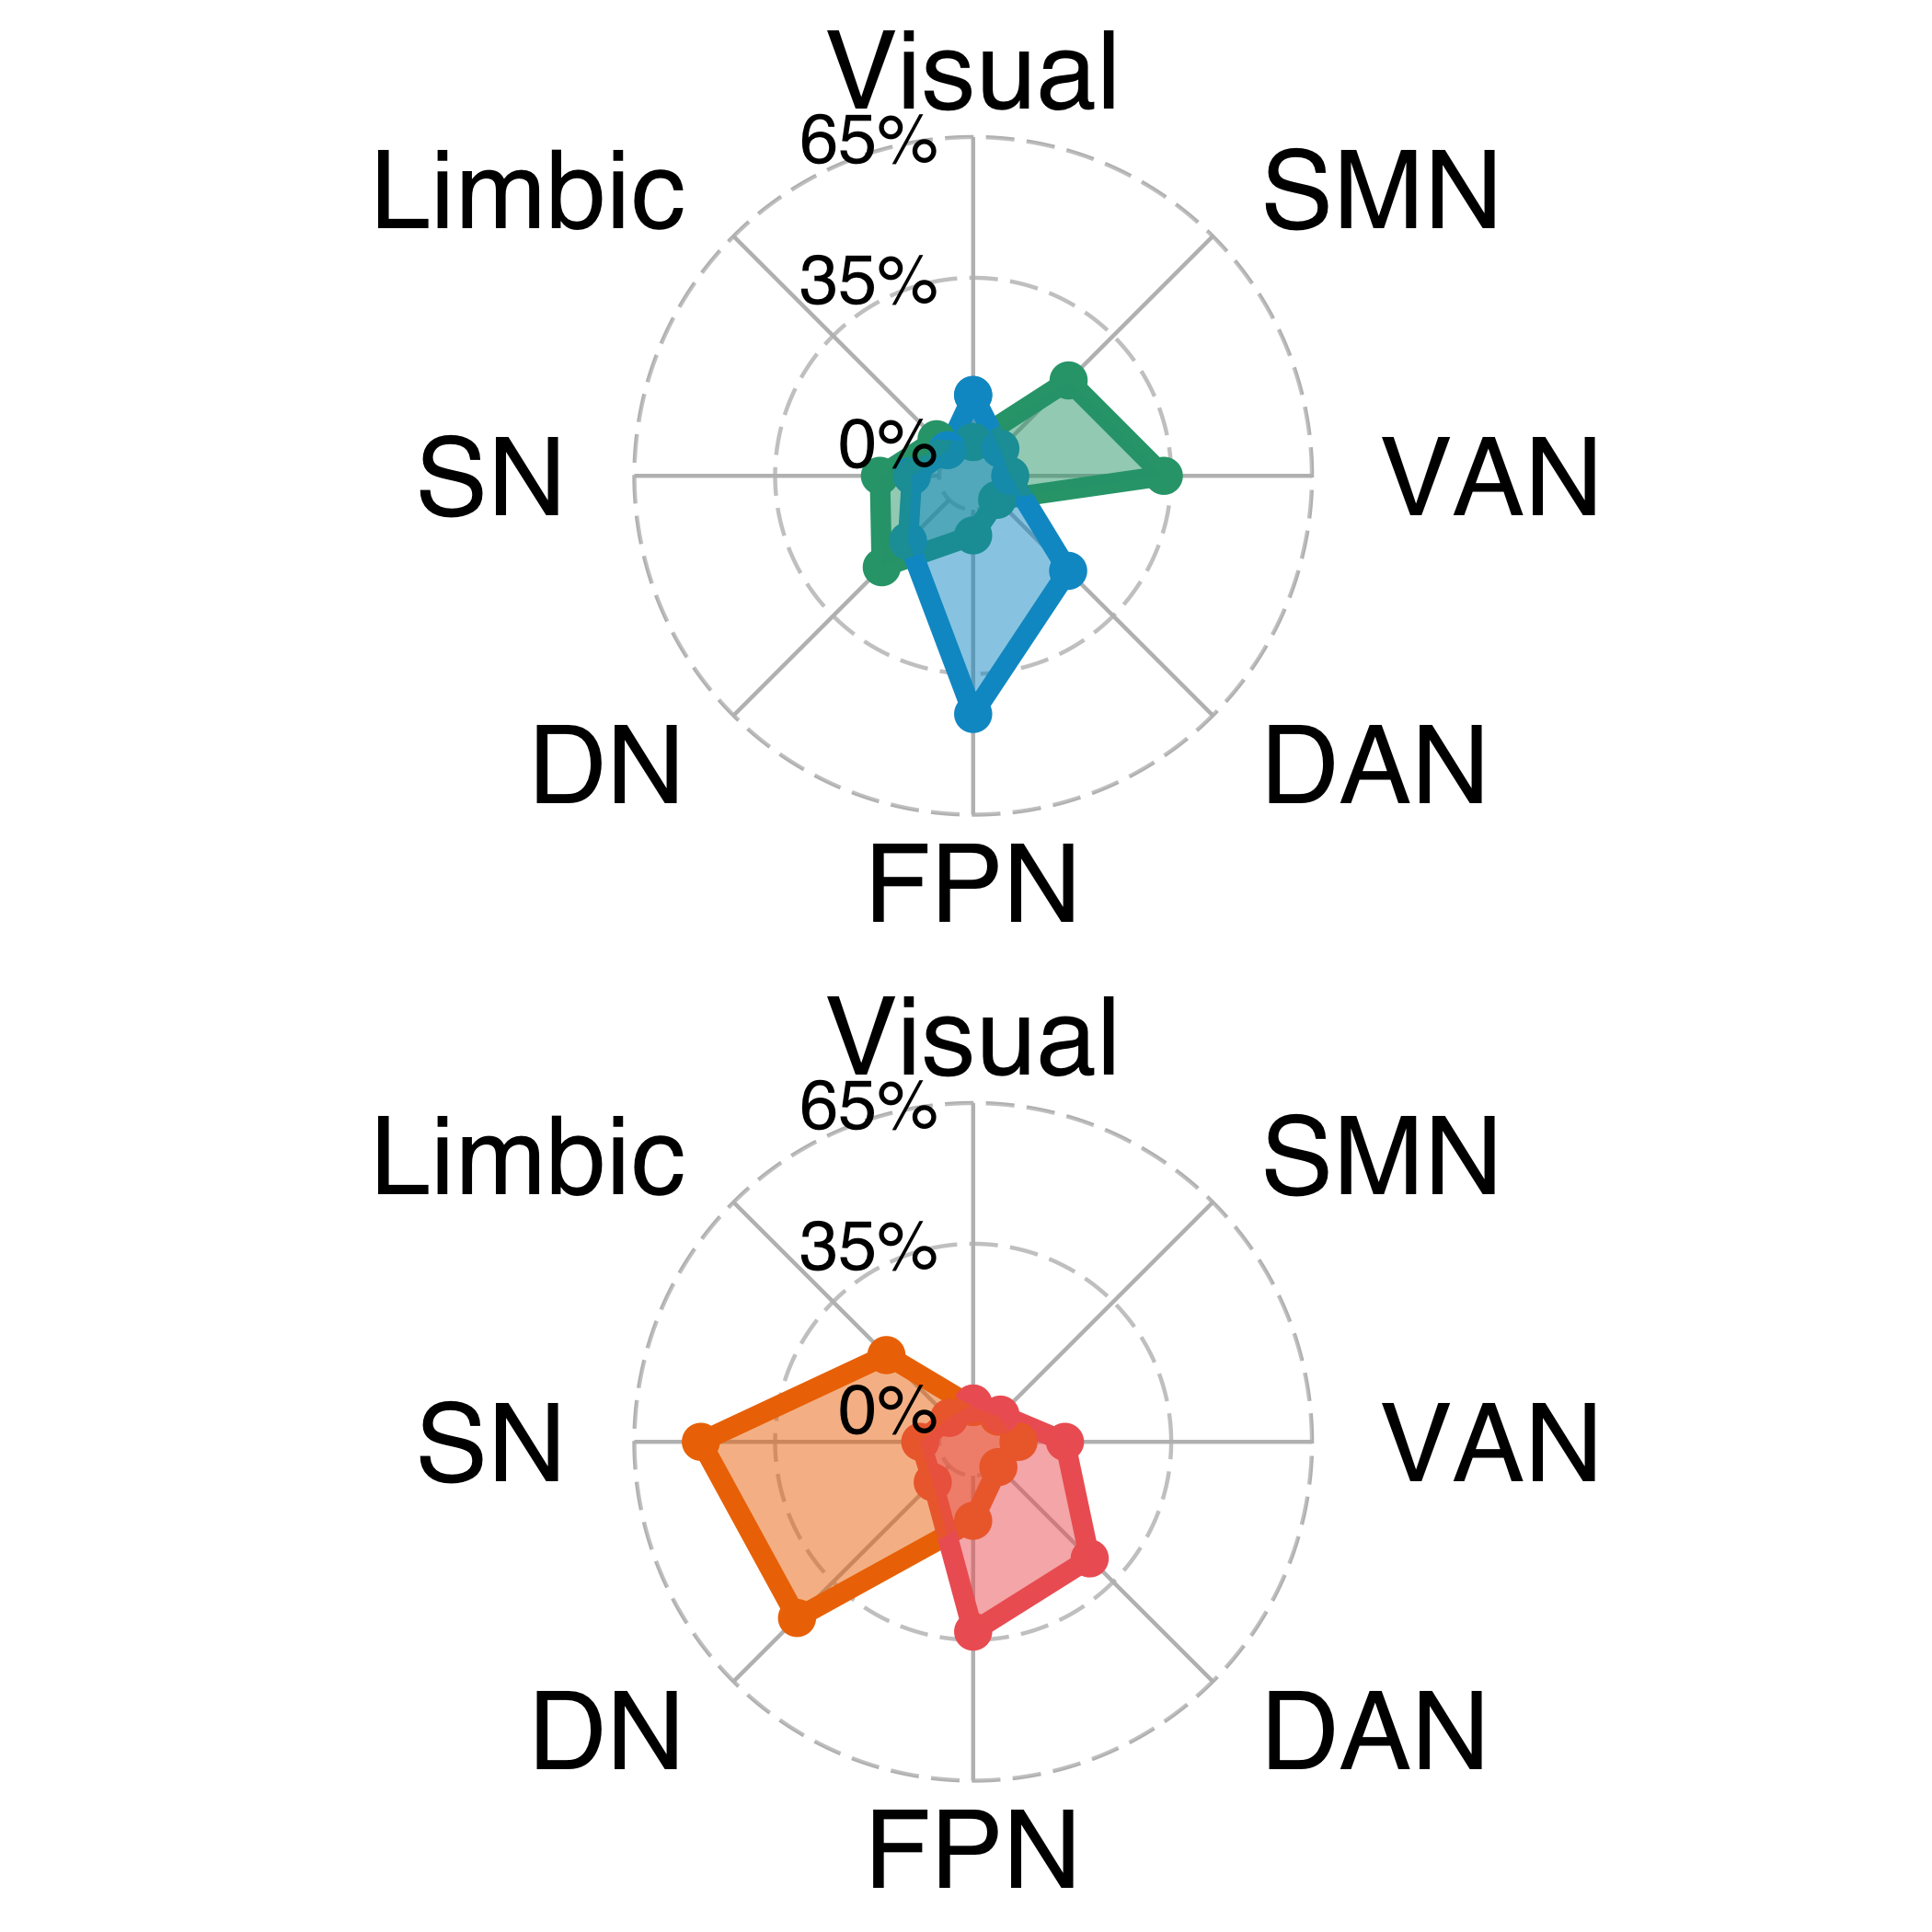 Visual
65%
Limbic
SMN
35%
0%
SN
VAN
DN
DAN
FPN
Visual
65%
Limbic
SMN
35%
0%
SN
VAN
DN
DAN
FPN